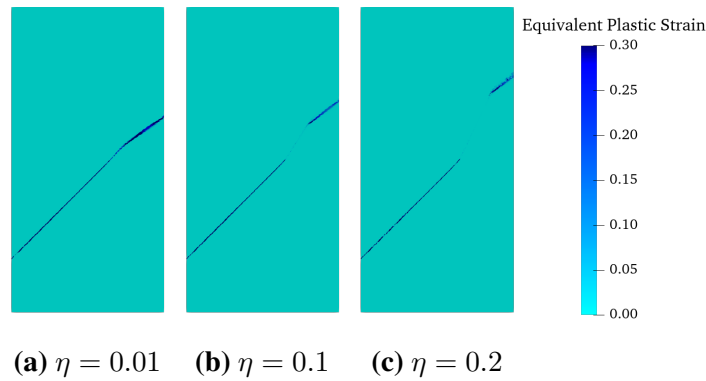 Equivalent Plastic Strain
0.30
0.25
0.20
0.15
0.10
0.05
0.00
(a) η = 0.01
(b) η = 0.1
(c) η = 0.2